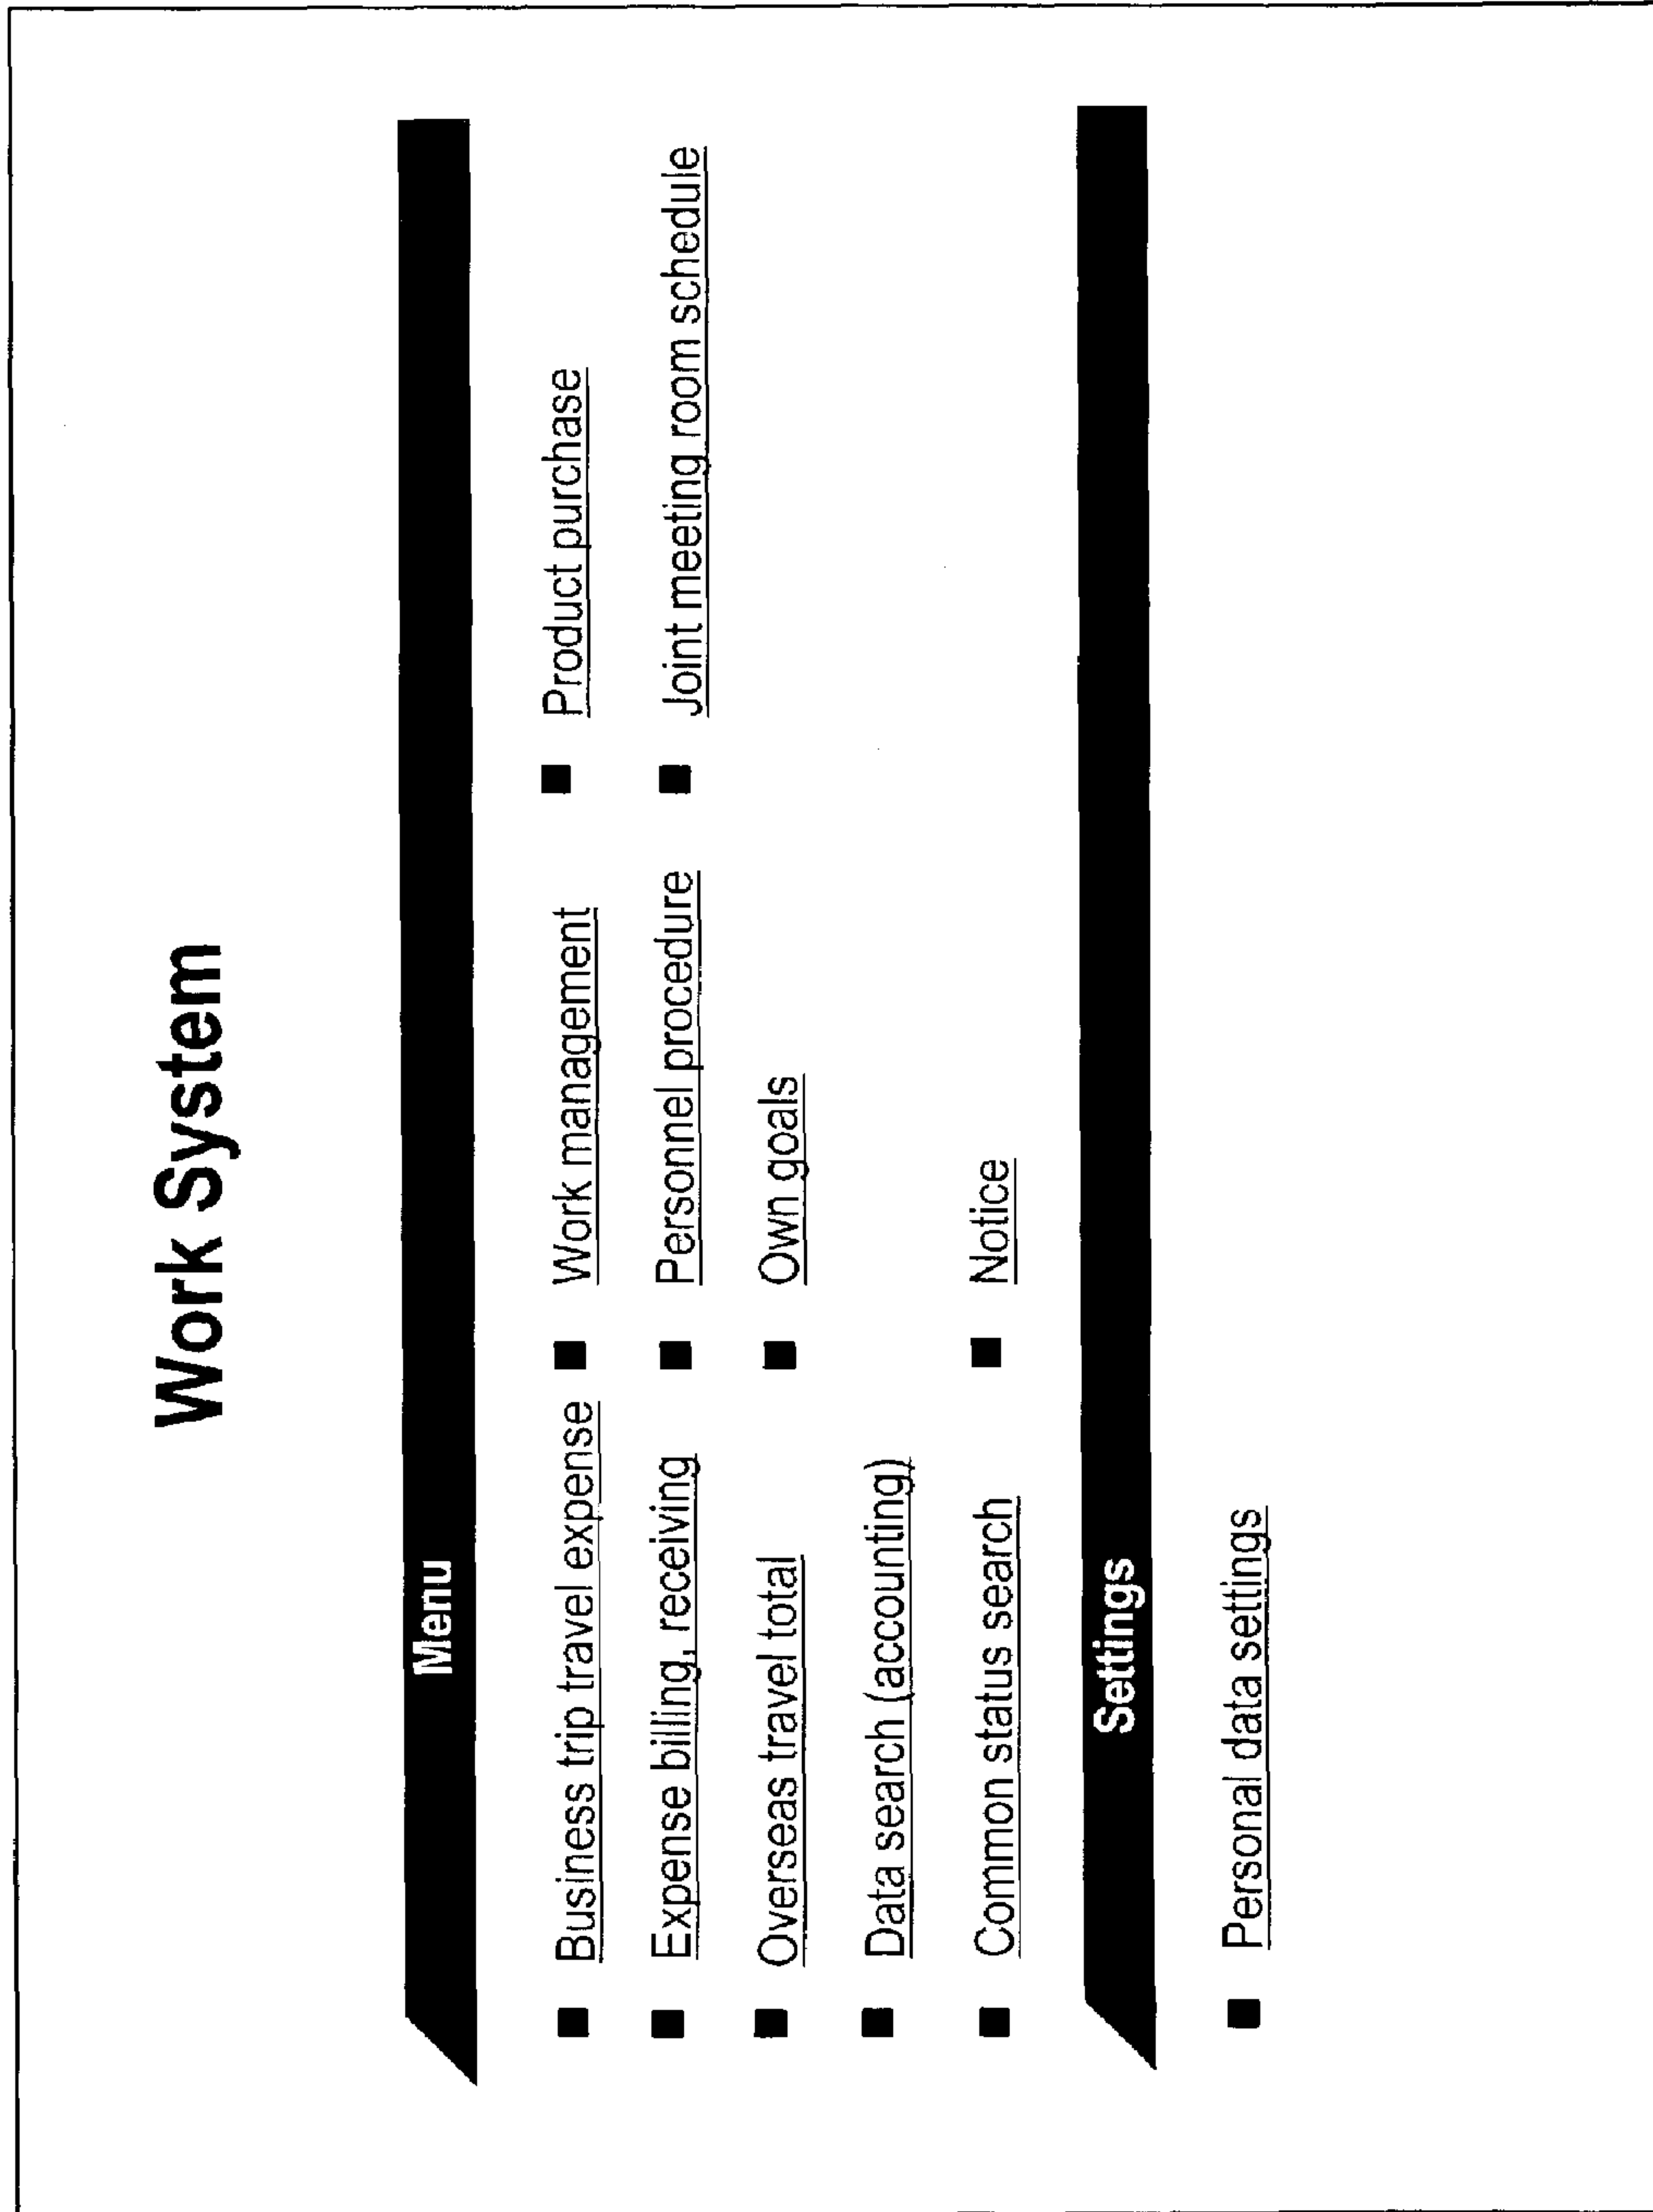 Work System
Menu
Business trip travel expense
Work management
Product purchase
Expense billing, receiving
Personnel procedure
Joint meeting room schedule
Overseas travel total
Own goals
Data search (accounting)
Common status search
Notice
Settings
Personal data settings